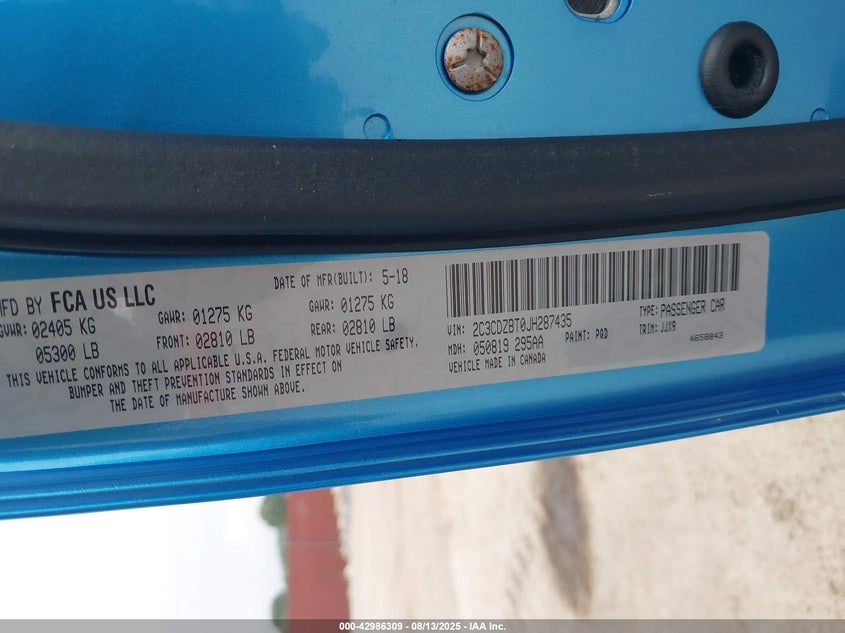 MFD BY FCA US LLC
DATE OF MFR(BUILT): 5-18
GVWR: 02405 KG
GAWR: 01275 KG
GAWR: 01275 KG
05300 LB
FRONT: 02810 LB
REAR: 02810 LB
THIS VEHICLE CONFORMS TO ALL APPLICABLE U.S.A. FEDERAL MOTOR VEHICLE SAFETY,
BUMPER AND THEFT PREVENTION STANDARDS IN EFFECT ON
THE DATE OF MANUFACTURE SHOWN ABOVE.
VIN: 2C3CDZBT0JH287435
TYPE: PASSENGER CAR
MDH: 050819 295AA
PAINT: PQD
TRIM: JJX9
VEHICLE MADE IN CANADA
4658843
000-42986309 - 08/13/2025 - IAA Inc.